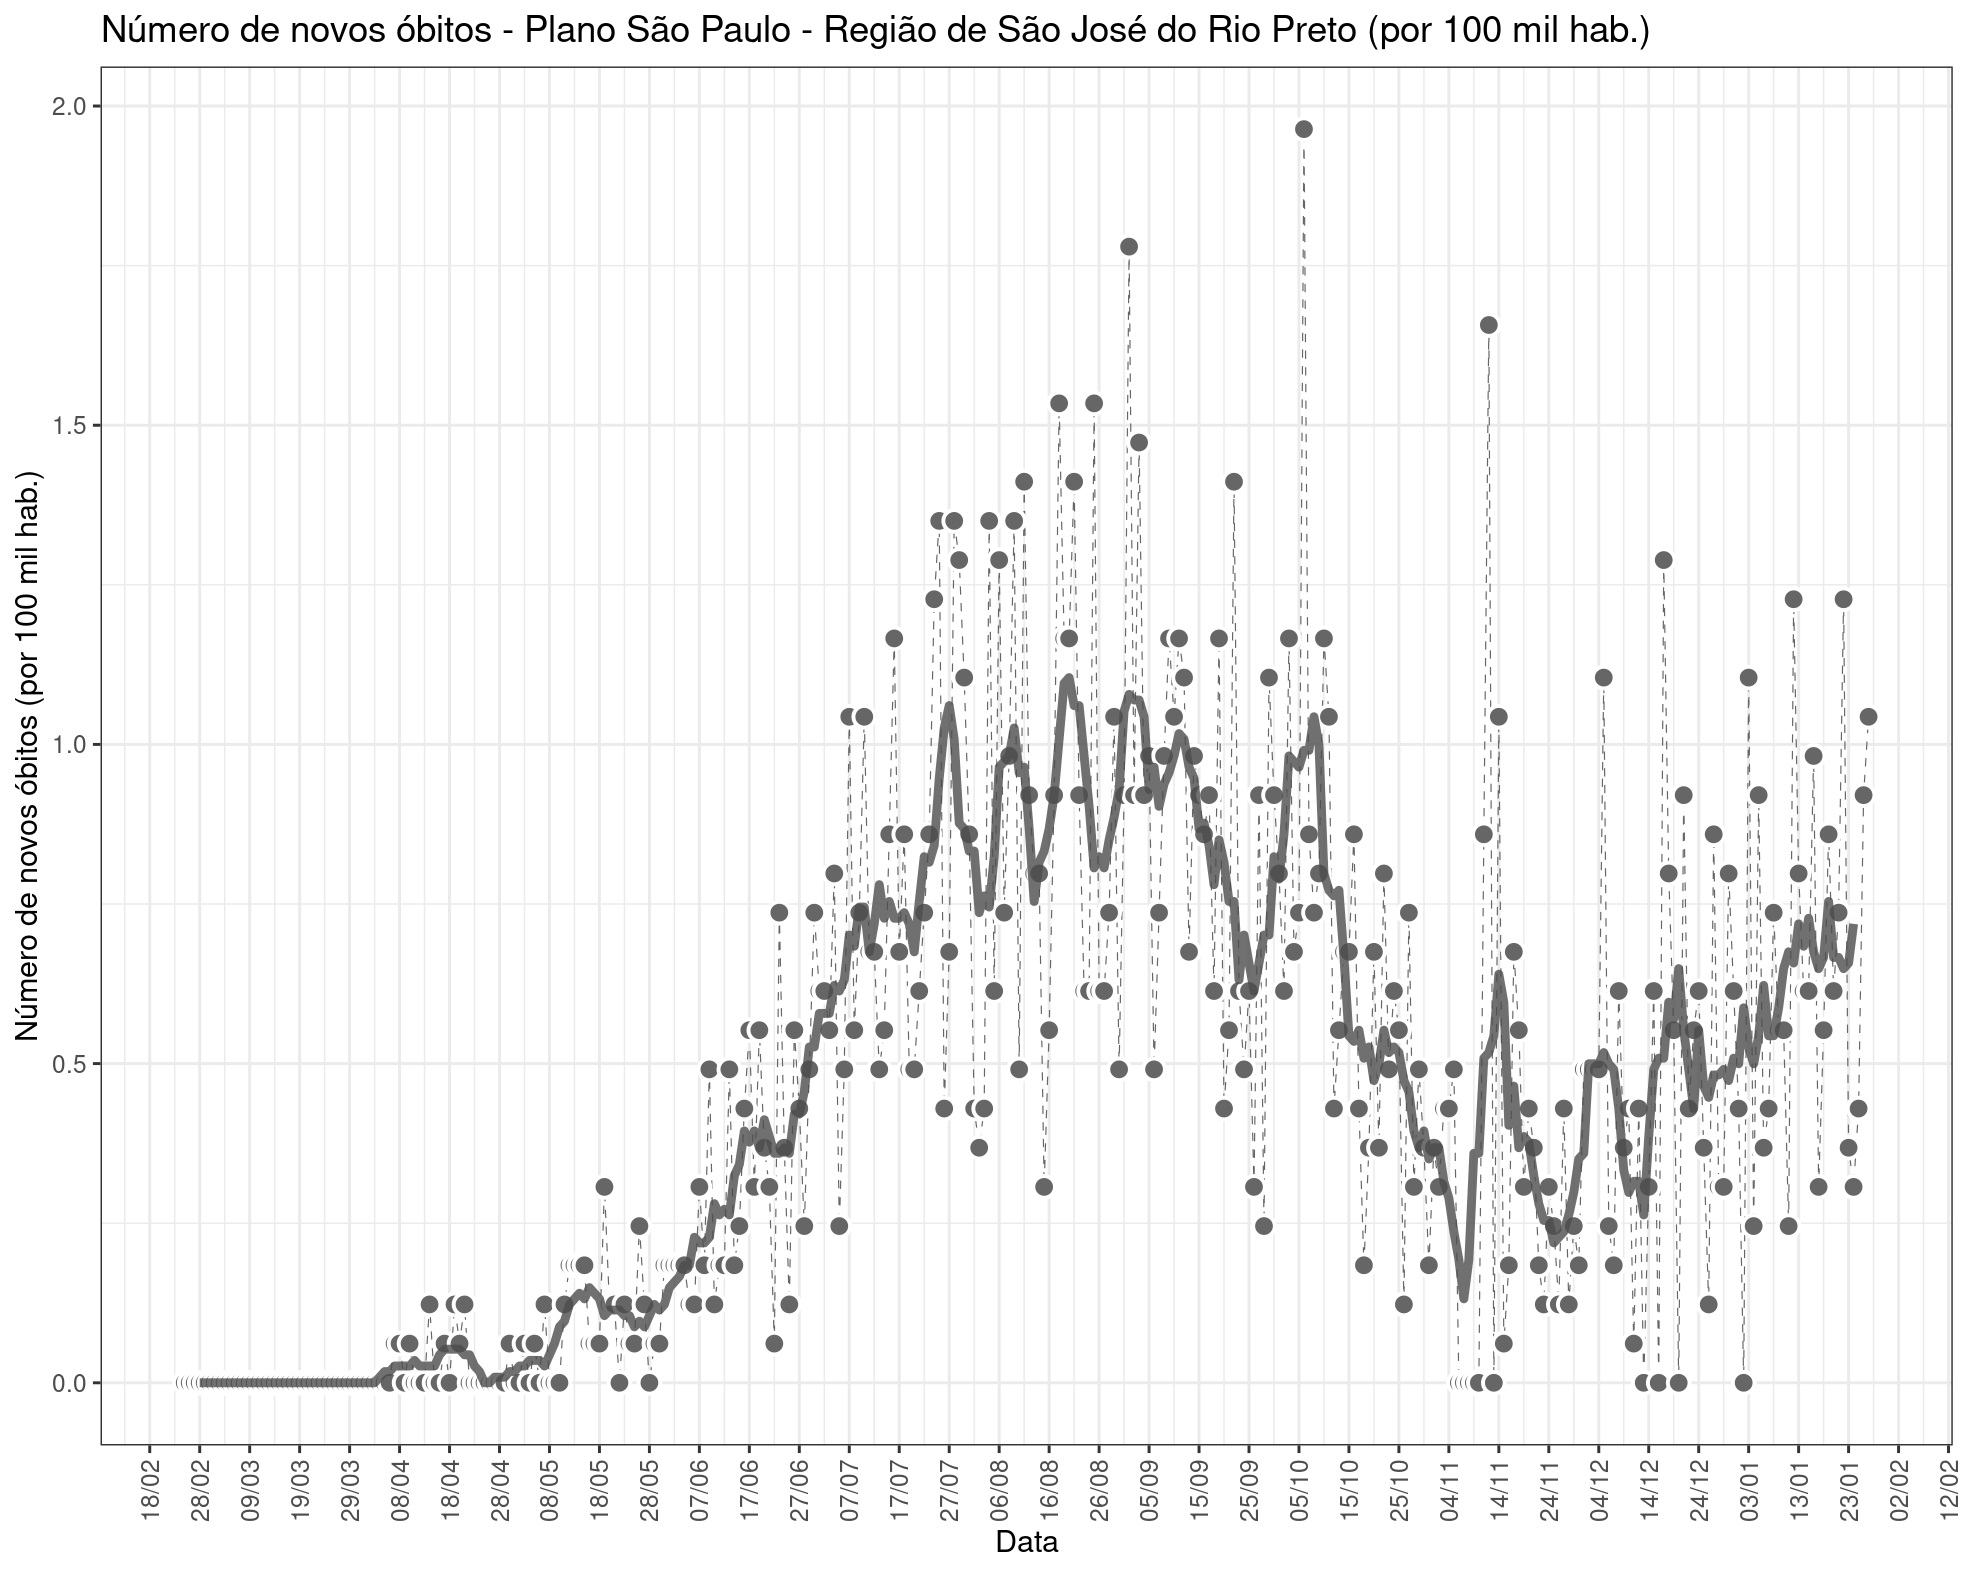 Número de novos óbitos - Plano São Paulo - Região de São José do Rio Preto (por 100 mil hab.)
Número de novos óbitos (por 100 mil hab.)
2.0
1.5
1.0
0.5
0.0
18/02 28/02 09/03 19/03 29/03 08/04 18/04 28/04 08/05 18/05 28/05 07/06 17/06 27/06 07/07 17/07 27/07 06/08 16/08 26/08 05/09 15/09 25/09 05/10 15/10 25/10 04/11 14/11 24/11 04/12 14/12 24/12 03/01 13/01 23/01 02/02 12/02
Data